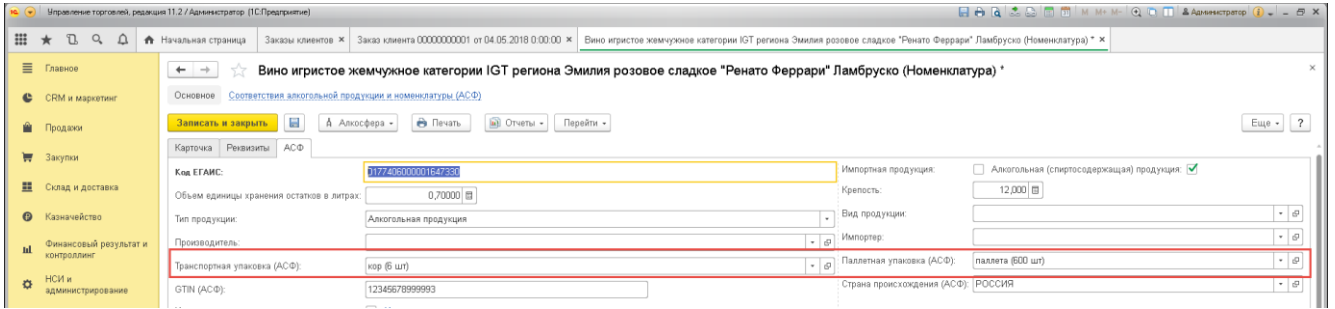 Управление торговлей, редакция 11.2 / Администратор (1С:Предприятие)
M M+ M-
Администратор
Начальная страница
Заказы клиентов ×
Заказ клиента 00000000001 от 04.05.2018 0:00:00 ×
Вино игристое жемчужное категории IGT региона Эмилия розовое сладкое "Ренато Феррари" Ламбруско (Номенклатура) * ×
Главное
CRM и маркетинг
Продажи
Закупки
Склад и доставка
Казначейство
Финансовый результат и
контроллинг
НСИ и
администрирование
Вино игристое жемчужное категории IGT региона Эмилия розовое сладкое "Ренато Феррари" Ламбруско (Номенклатура) *
Основное Соответствия алкогольной продукции и номенклатуры (АСФ)
Записать и закрыть Алкосфера Печать Отчеты Перейти Еще ?
Карточка Реквизиты АСФ
Код ЕГАИС: 0177406000001647330
Импортная продукция: Алкогольная (спиртосодержащая) продукция:
Объем единицы хранения остатков в литрах: 0,70000
Крепость: 12,000
Тип продукции: Алкогольная продукция
Вид продукции:
Производитель:
Импортер:
Транспортная упаковка (АСФ): кор (6 шт)
Паллетная упаковка (АСФ): паллета (600 шт)
GTIN (АСФ): 12345678999993
Страна происхождения (АСФ): РОССИЯ